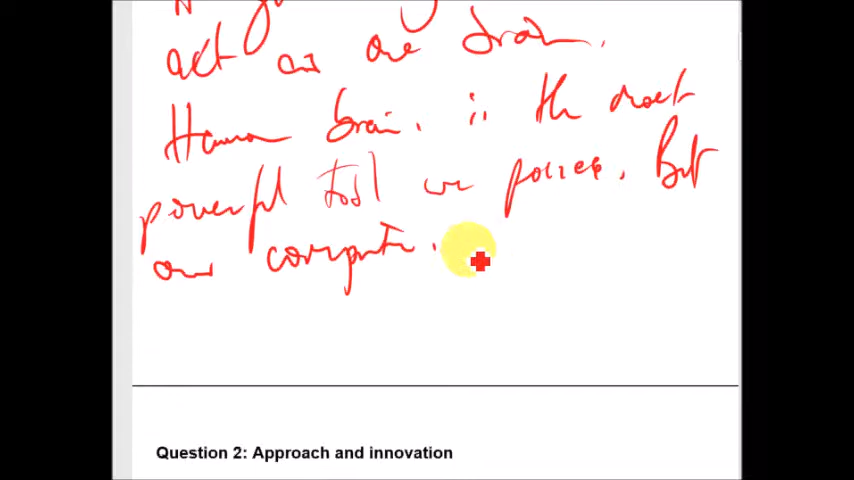 act as our brain.
Human brain. is the most
powerful tool we posses. But
our computer.
Question 2: Approach and innovation